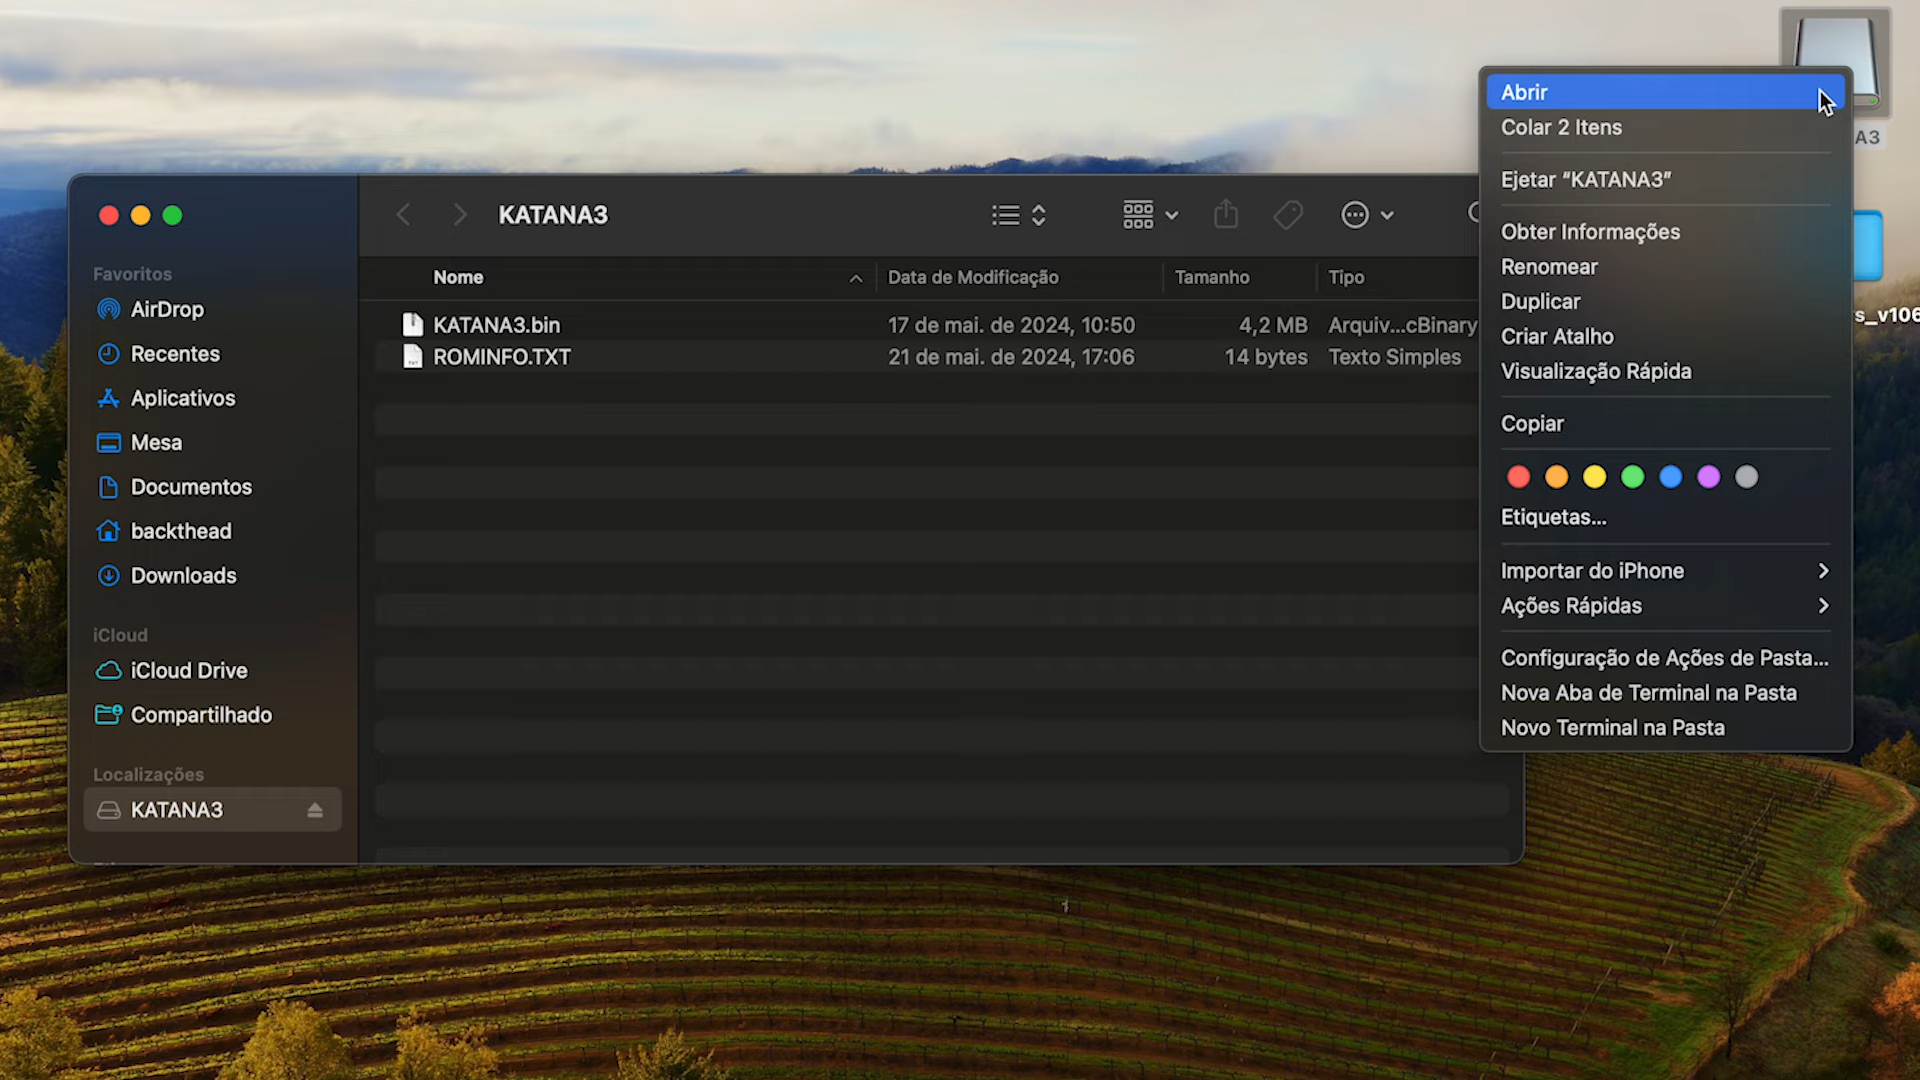 KATANA3
Favoritos
AirDrop
Recentes
Aplicativos
Mesa
Documentos
backthead
Downloads
iCloud
iCloud Drive
Compartilhado
Localizações
KATANA3
Nome
Data de Modificação
Tamanho
Tipo
KATANA3.bin
17 de mai. de 2024, 10:50
4,2 MB
Arquiv...cBinary
ROMINFO.TXT
21 de mai. de 2024, 17:06
14 bytes
Texto Simples
Abrir
Colar 2 Itens
Ejetar “KATANA3”
Obter Informações
Renomear
Duplicar
Criar Atalho
Visualização Rápida
Copiar
Etiquetas...
Importar do iPhone
Ações Rápidas
Configuração de Ações de Pasta...
Nova Aba de Terminal na Pasta
Novo Terminal na Pasta
A3
s_v106